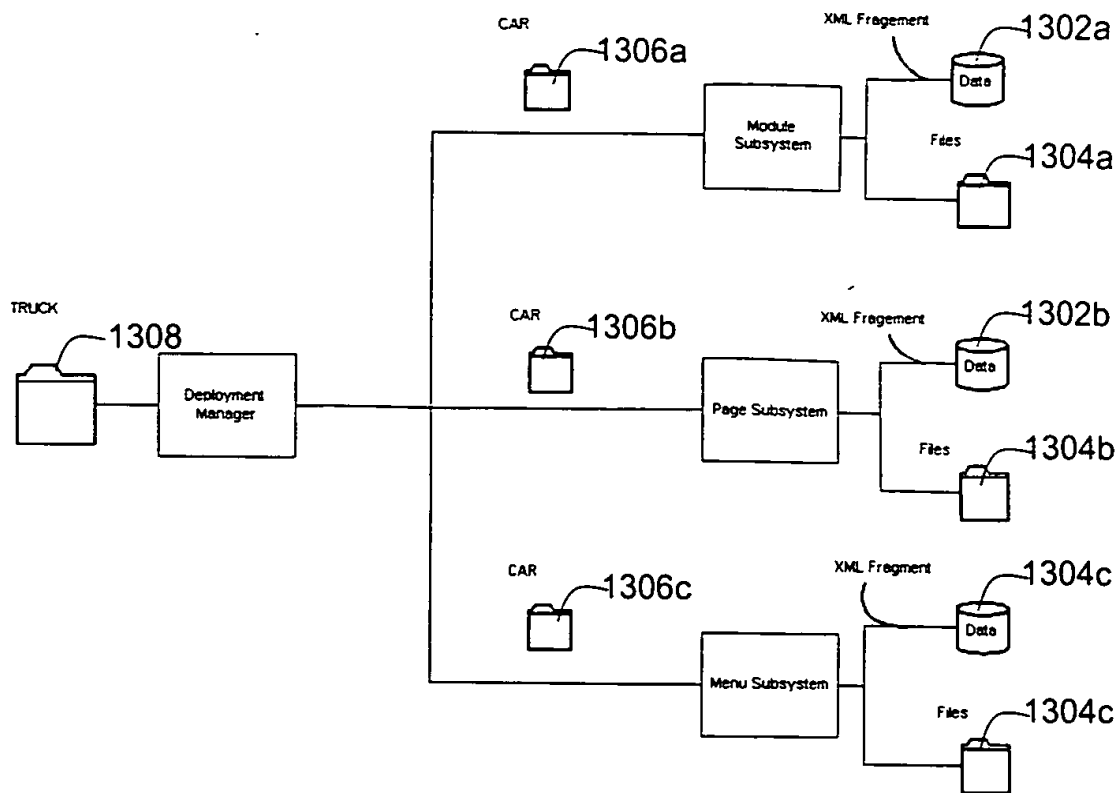 XML Fragement
1302a
CAR
1306a
Data
Module
Subsystem
Files
1304a
TRUCK
1308
CAR
1306b
XML Fragement
1302b
Data
Deployment
Manager
Page Subsystem
Files
1304b
CAR
1306c
XML Fragment
1304c
Data
Menu Subsystem
Files
1304c